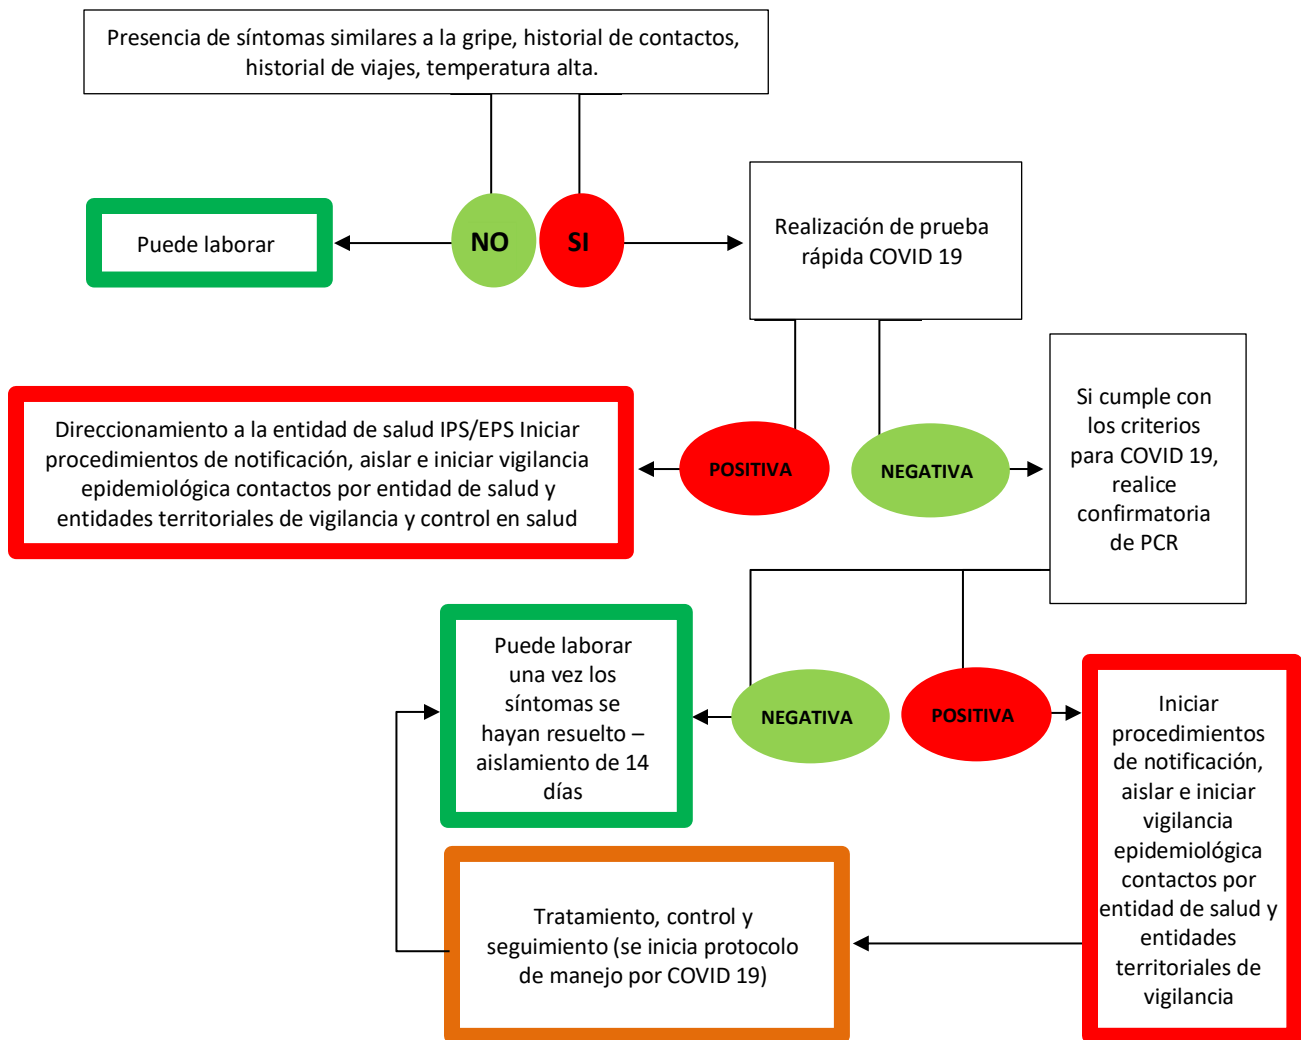 Presencia de síntomas similares a la gripe, historial de contactos,
historial de viajes, temperatura alta.
Puede laborar
NO
SI
Realización de prueba
rápida COVID 19
Direccionamiento a la entidad de salud IPS/EPS Iniciar
procedimientos de notificación, aislar e iniciar vigilancia
epidemiológica contactos por entidad de salud y
entidades territoriales de vigilancia y control en salud
POSITIVA
NEGATIVA
Si cumple con
los criterios
para COVID 19,
realice
confirmatoria
de PCR
Puede laborar
una vez los
síntomas se
hayan resuelto –
aislamiento de 14
días
NEGATIVA
POSITIVA
Iniciar
procedimientos
de notificación,
aislar e iniciar
vigilancia
epidemiológica
contactos por
entidad de salud y
entidades
territoriales de
vigilancia
Tratamiento, control y
seguimiento (se inicia protocolo
de manejo por COVID 19)